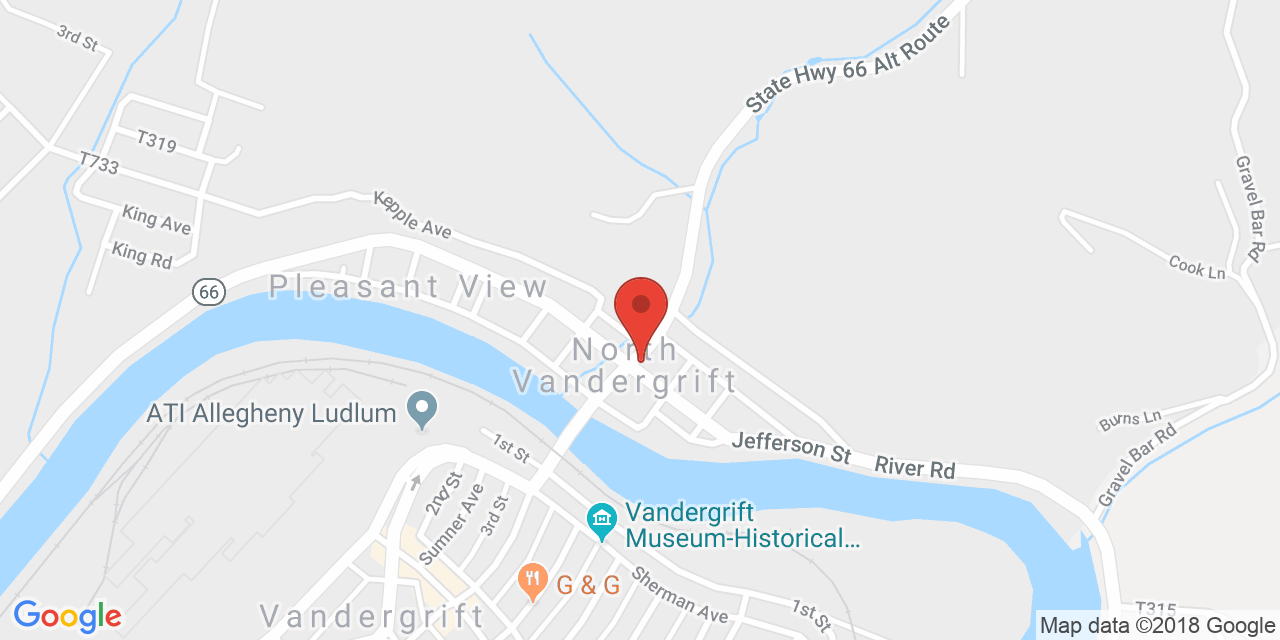 3rd St
State Hwy 66 Alt Route
T319
T733
Gravel Bar Rd
Kepple Ave
King Ave
King Rd
Cook Ln
66
Pleasant View
North
Vandergrift
ATI Allegheny Ludlum
Burns Ln
Jefferson St
River Rd
1st St
Gravel Bar Rd
2nd St
Sumner Ave
3rd St
Vandergrift
Museum-Historical...
G & G
Sherman Ave
1st St
Vandergrift
T315
Google
Map data ©2018 Google